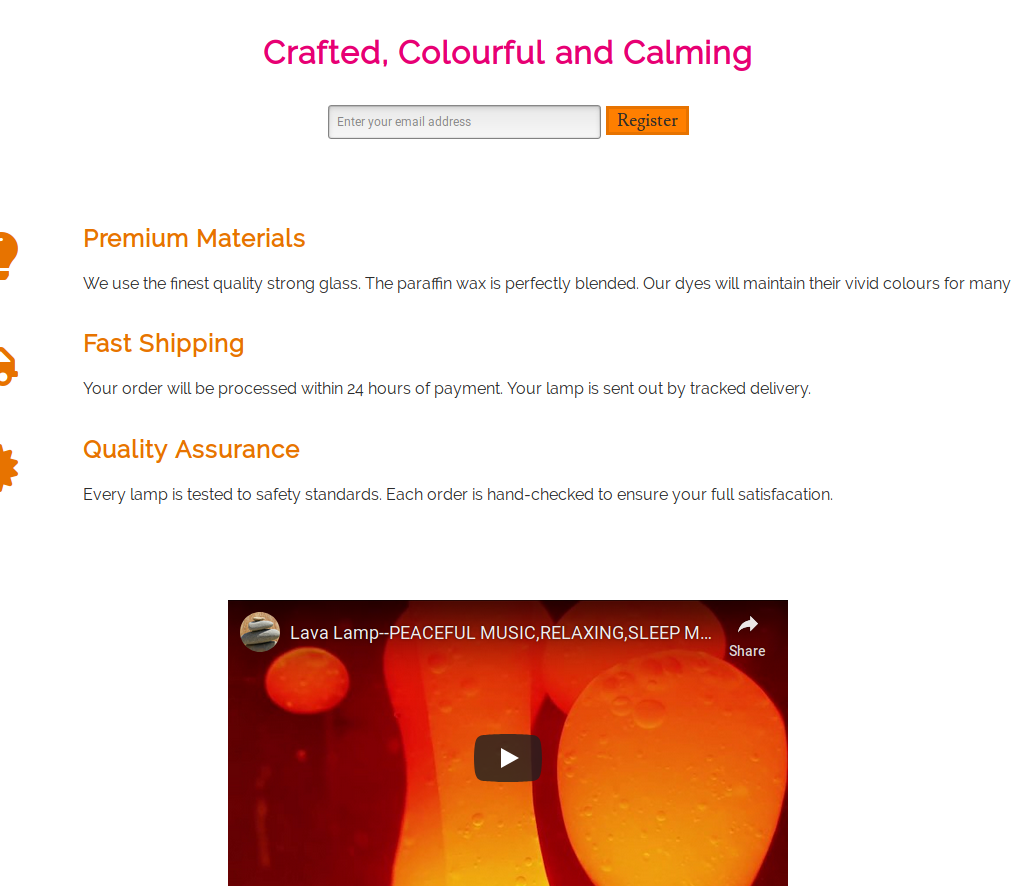 Crafted, Colourful and Calming
Enter your email address
Register
Premium Materials
We use the finest quality strong glass. The paraffin wax is perfectly blended. Our dyes will maintain their vivid colours for many
Fast Shipping
Your order will be processed within 24 hours of payment. Your lamp is sent out by tracked delivery.
Quality Assurance
Every lamp is tested to safety standards. Each order is hand-checked to ensure your full satisfacation.
Lava Lamp--PEACEFUL MUSIC,RELAXING,SLEEP M...
Share